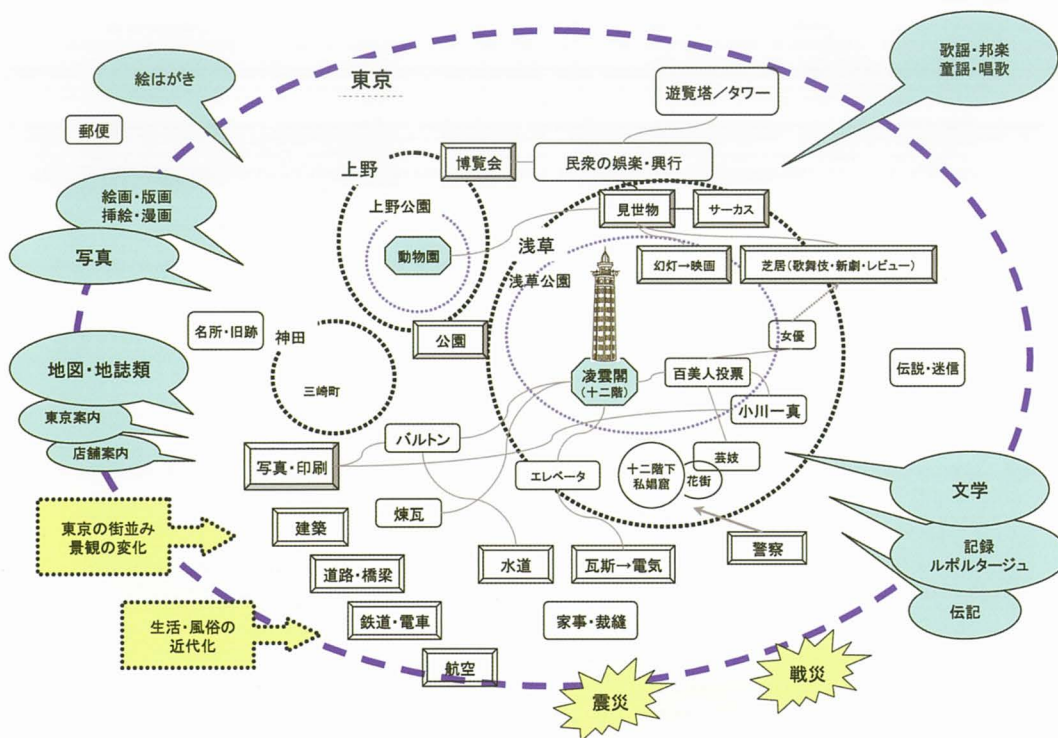 絵はがき
東京
歌謡・邦楽
童謡・唱歌
遊覧塔／タワー
郵便
上野
博覧会
民衆の娯楽・興行
絵画・版画
挿絵・漫画
上野公園
見世物
サーカス
写真
動物園
浅草
浅草公園
幻灯→映画
芝居(歌舞伎・新劇・レビュー)
名所・旧跡
神田
公園
女優
地図・地誌類
三崎町
凌雲閣
(十二階)
百美人投票
伝説・迷信
東京案内
小川一真
店舗案内
バルトン
写真・印刷
エレベータ
十二階下
私娼窟
花街
芸妓
文学
東京の街並み
景観の変化
煉瓦
建築
水道
瓦斯→電気
警察
記録
ルポルタージュ
道路・橋梁
伝記
生活・風俗の
近代化
鉄道・電車
家事・裁縫
航空
震災
戦災